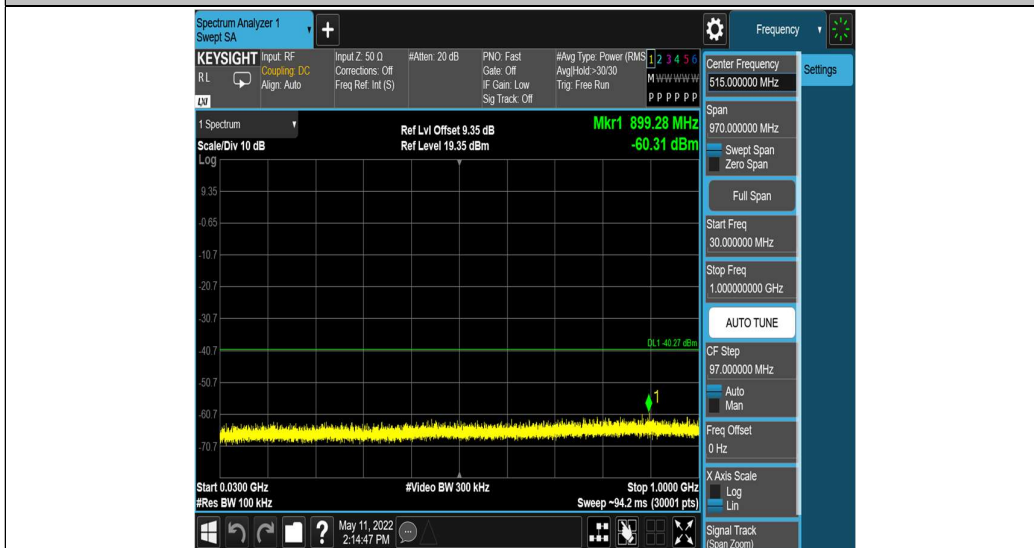 Spectrum Analyzer 1
Swept SA
+
Frequency
KEYSIGHT
RL
LXI
Input: RF
Coupling: DC
Align: Auto
Input Z: 50 Ω
Corrections: Off
Freq Ref: Int (S)
#Atten: 20 dB
PNO: Fast
Gate: Off
IF Gain: Low
Sig Track: Off
#Avg Type: Power (RMS
Avg|Hold:>30/30
Trig: Free Run
1 2 3 4 5 6
M W W W W W
P P P P P P
Center Frequency
515.000000 MHz
Settings
1 Spectrum
Scale/Div 10 dB
Ref Lvl Offset 9.35 dB
Ref Level 19.35 dBm
Mkr1 899.28 MHz
-60.31 dBm
Span
970.000000 MHz
Swept Span
Zero Span
Full Span
Start Freq
30.000000 MHz
Stop Freq
1.000000000 GHz
AUTO TUNE
CF Step
97.000000 MHz
Auto
Man
Freq Offset
0 Hz
X Axis Scale
Log
Lin
Signal Track
(Span Zoom)
Log
9.35
-0.65
-10.7
-20.7
-30.7
-40.7
-50.7
-60.7
-70.7
DL1 -40.27 dBm
1
Start 0.0300 GHz
#Res BW 100 kHz
#Video BW 300 kHz
Stop 1.0000 GHz
Sweep ~94.2 ms (30001 pts)
?
May 11, 2022
2:14:47 PM